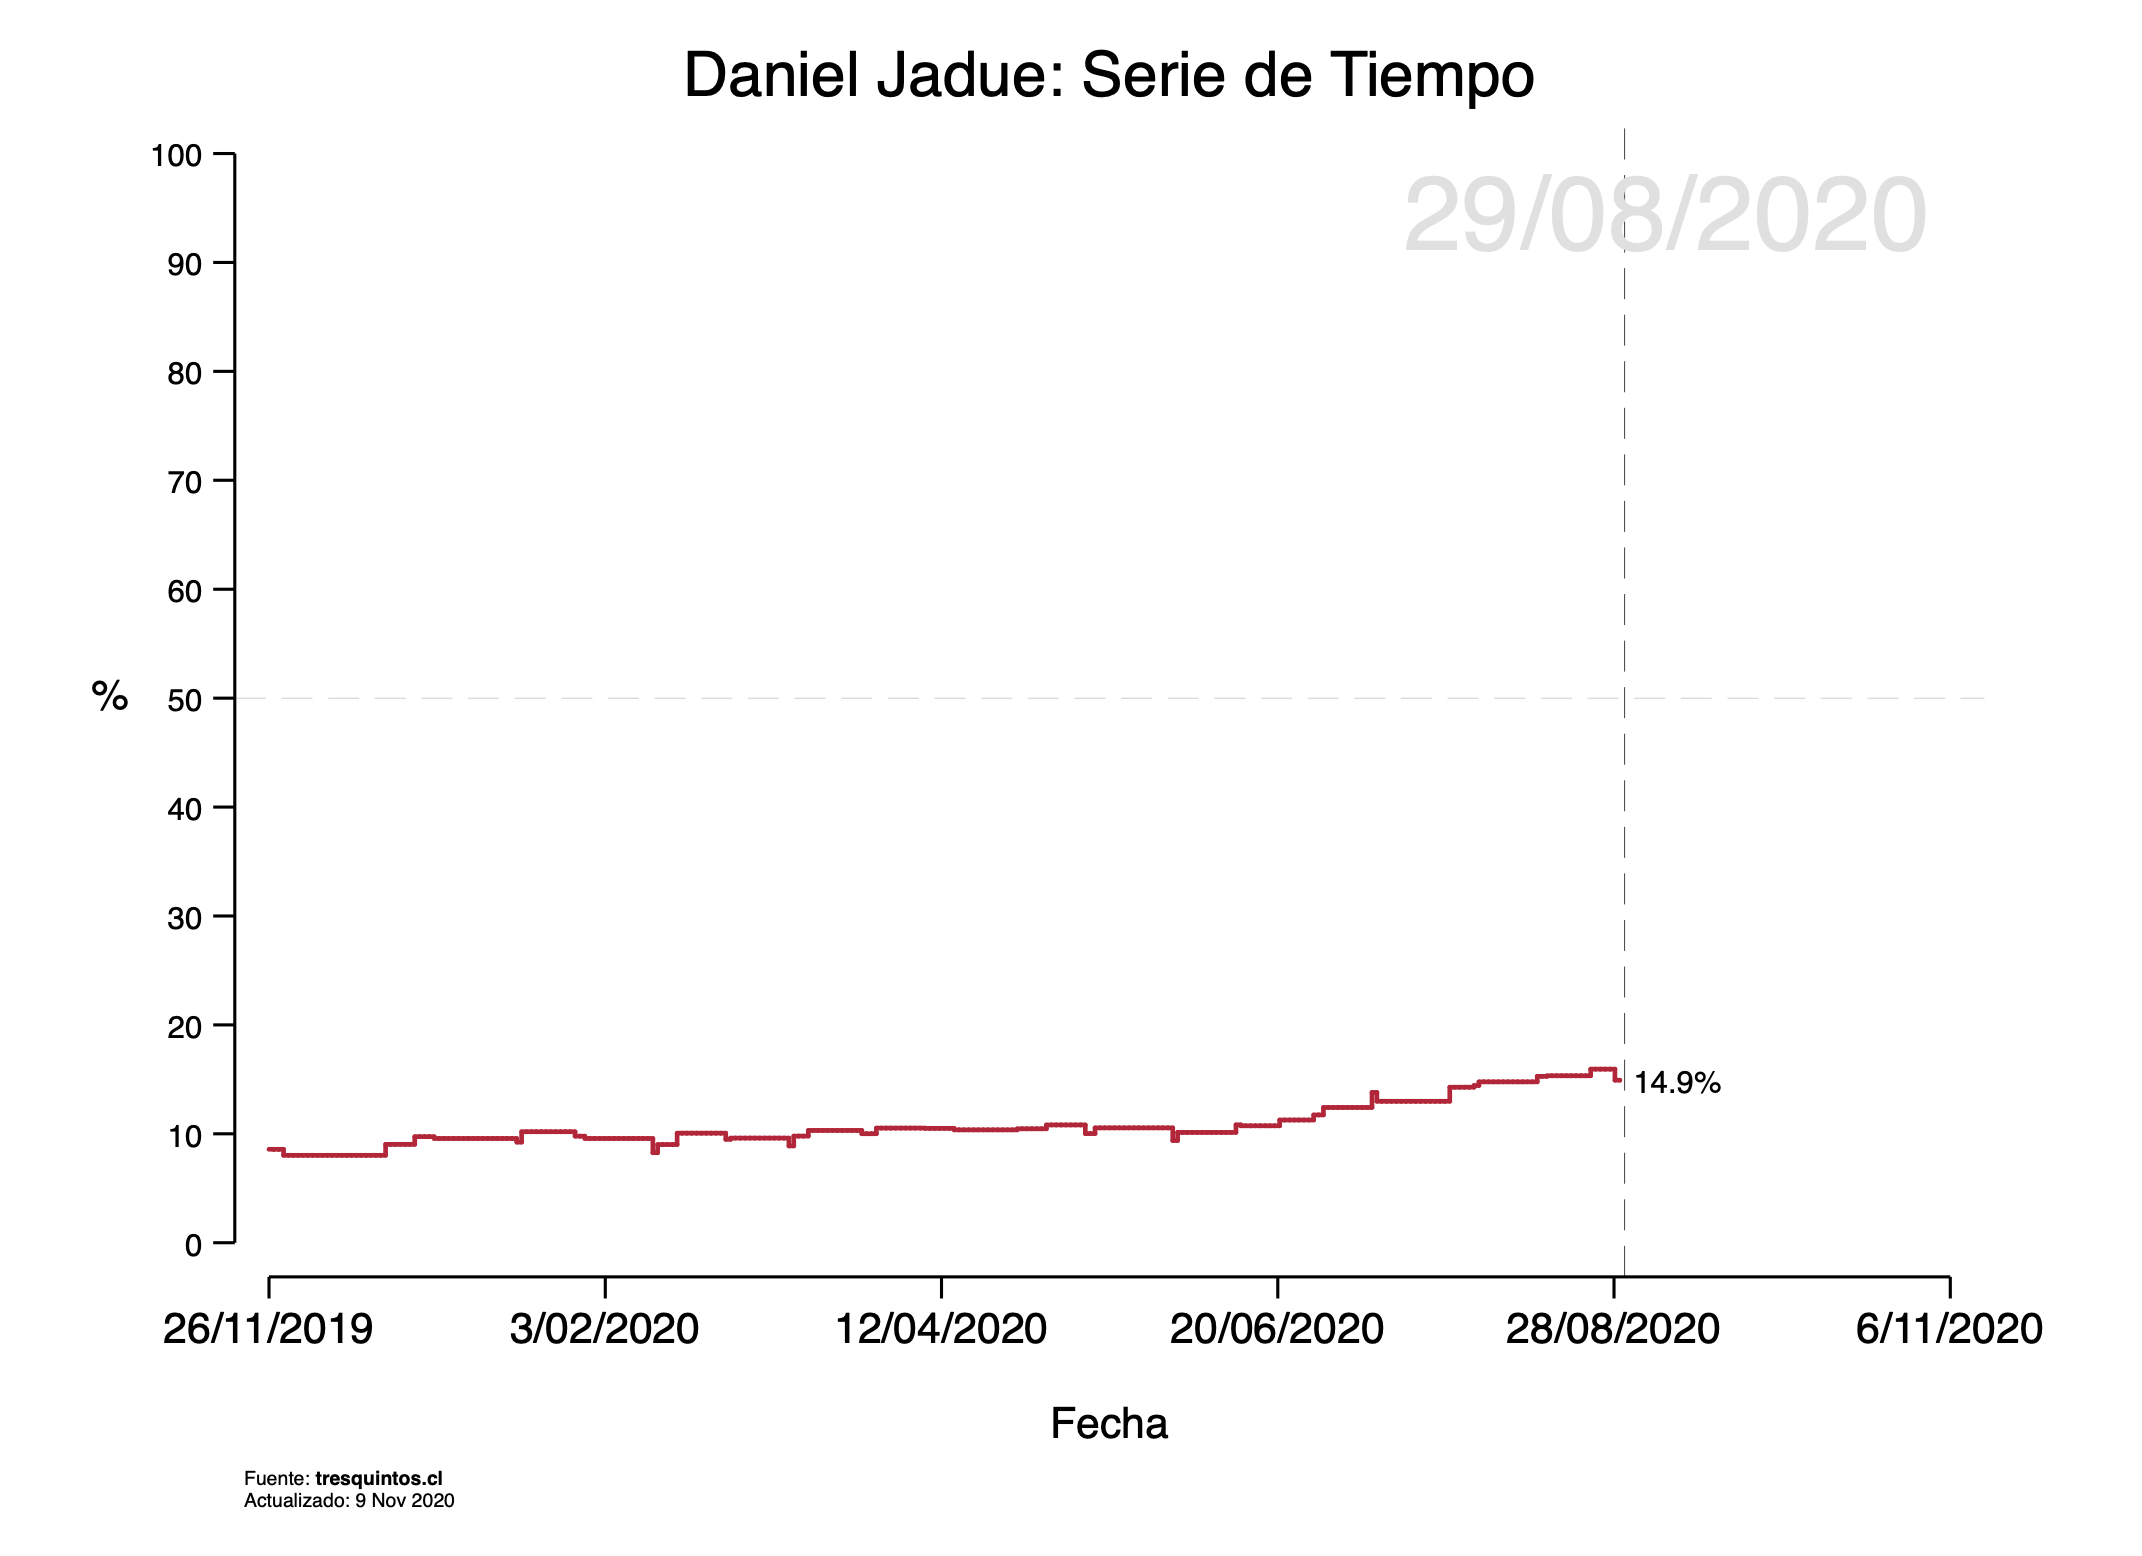 Daniel Jadue: Serie de Tiempo
29/08/2020
100
90
80
70
60
%
50
40
30
20
14.9%
10
0
26/11/2019 3/02/2020 12/04/2020 20/06/2020 28/08/2020 6/11/2020
Fecha
Fuente: tresquintos.cl
Actualizado: 9 Nov 2020